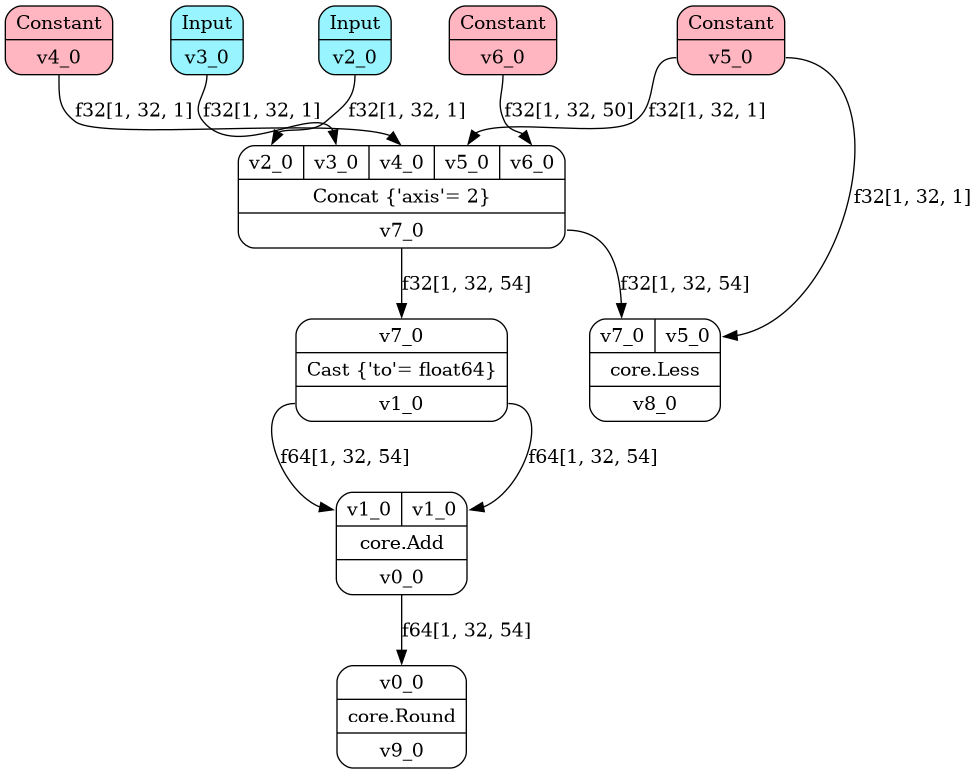 Constant
v4_0
Input
v3_0
Input
v2_0
Constant
v6_0
Constant
v5_0
f32[1, 32, 1]
f32[1, 32, 1]
f32[1, 32, 1]
f32[1, 32, 50]
f32[1, 32, 1]
f32[1, 32, 1]
v2_0 v3_0 v4_0 v5_0 v6_0
Concat {'axis'= 2}
v7_0
f32[1, 32, 54]
f32[1, 32, 54]
v7_0
Cast {'to'= float64}
v1_0
v7_0 v5_0
core.Less
v8_0
f64[1, 32, 54]
f64[1, 32, 54]
v1_0 v1_0
core.Add
v0_0
f64[1, 32, 54]
v0_0
core.Round
v9_0